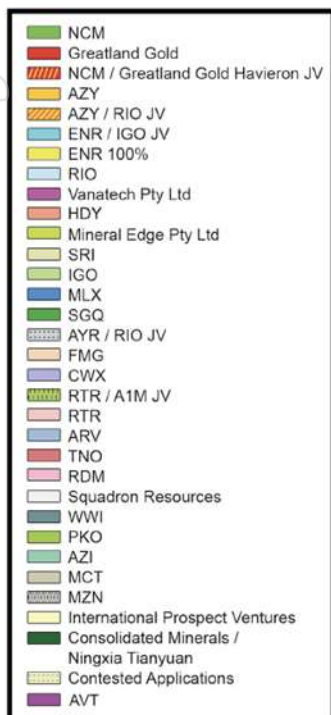 NCM
Greatland Gold
NCM / Greatland Gold Havieron JV
AZY
AZY / RIO JV
ENR / IGO JV
ENR 100%
RIO
Vanatech Pty Ltd
HDY
Mineral Edge Pty Ltd
SRI
IGO
MLX
SGQ
AYR / RIO JV
FMG
CWX
RTR / A1M JV
RTR
ARV
TNO
RDM
Squadron Resources
WWI
PKO
AZI
MCT
MZN
International Prospect Ventures
Consolidated Minerals /
Ningxia Tianyuan
Contested Applications
AVT